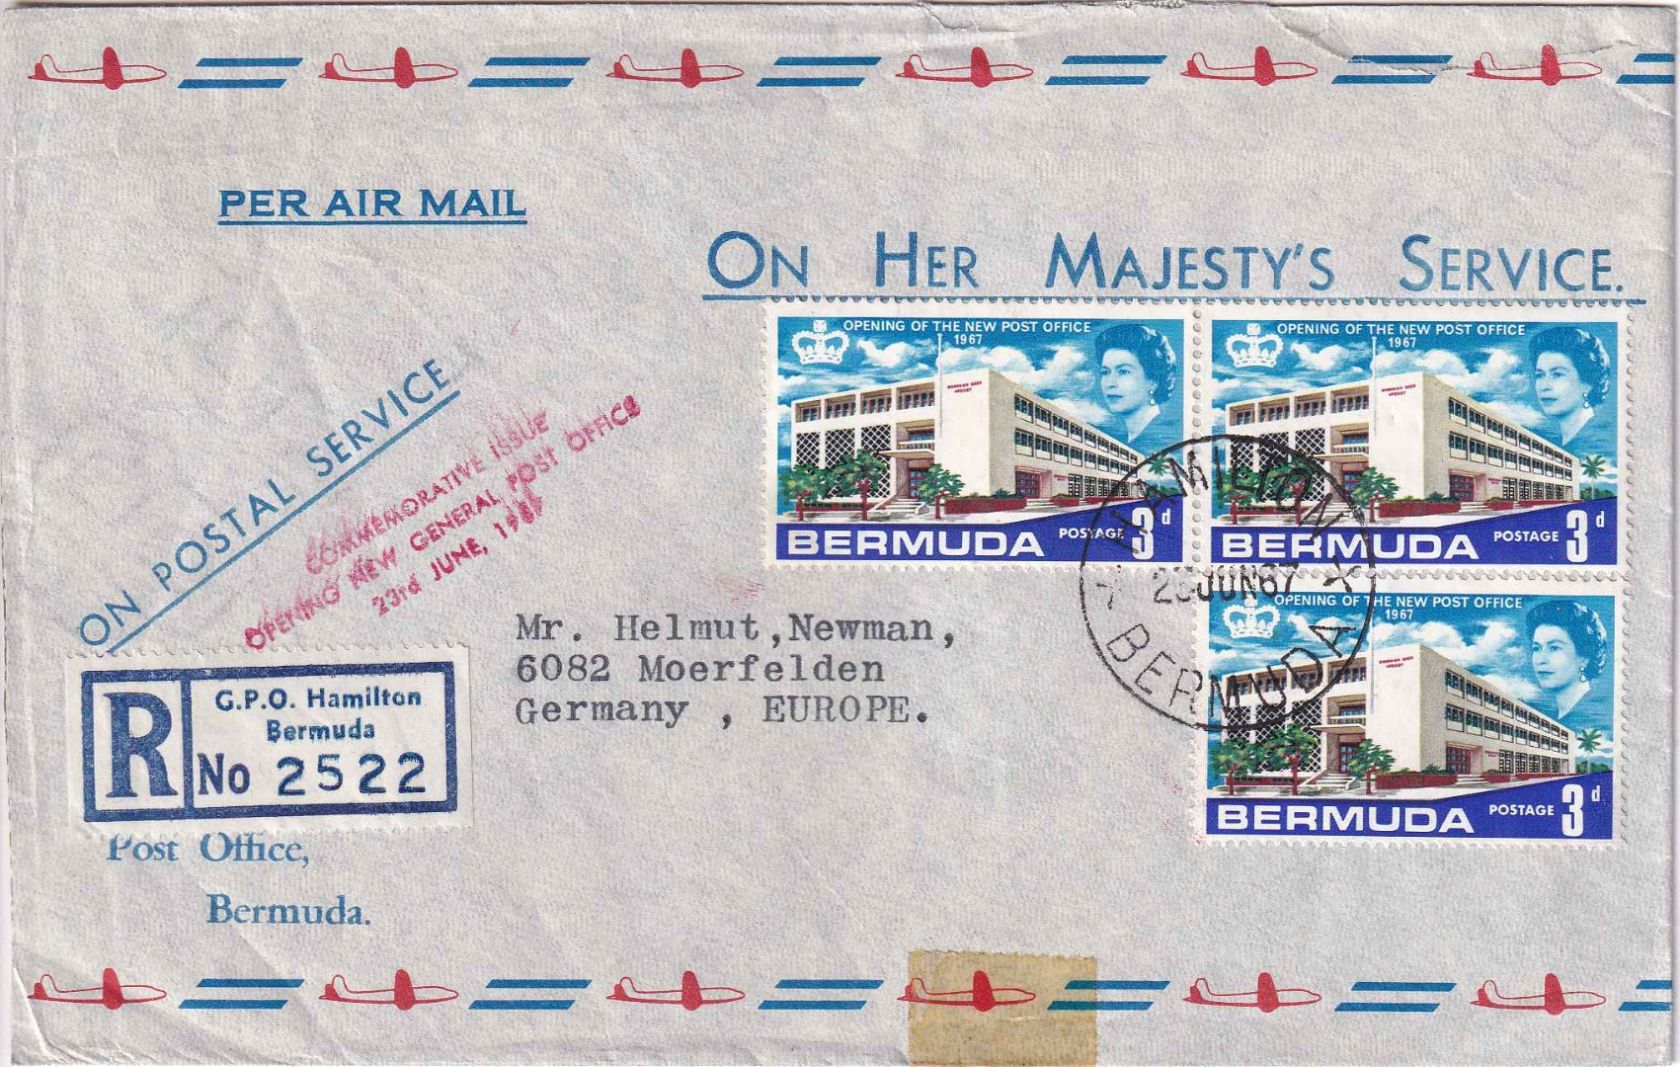 PER AIR MAIL
ON HER MAJESTY'S SERVICE.
OPENING OF THE NEW POST OFFICE
1967
POSTAGE 3d
BERMUDA
OPENING OF THE NEW POST OFFICE
1967
POSTAGE 3d
BERMUDA
OPENING OF THE NEW POST OFFICE
1967
POSTAGE 3d
BERMUDA
HAMILTON
JUN 67
BERMUDA
ON POSTAL SERVICE
COMMEMORATIVE ISSUE
OPENING NEW GENERAL POST OFFICE
23rd JUNE,
Mr. Helmut,Newman,
6082 Moerfelden
Germany , EUROPE.
R
G.P.O. Hamilton
Bermuda
No 2522
Post Office,
Bermuda.